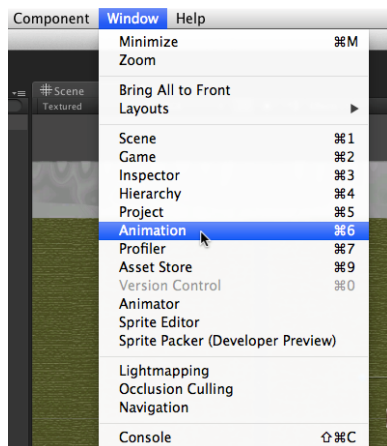 Component Window Help
Minimize ⌘M
Zoom
Bring All to Front
Layouts ▶
#Scene
Textured
Scene ⌘1
Game ⌘2
Inspector ⌘3
Hierarchy ⌘4
Project ⌘5
Animation ⌘6
Profiler ⌘7
Asset Store ⌘9
Version Control ⌘0
Animator
Sprite Editor
Sprite Packer (Developer Preview)
Lightmapping
Occlusion Culling
Navigation
Console ⇧⌘C